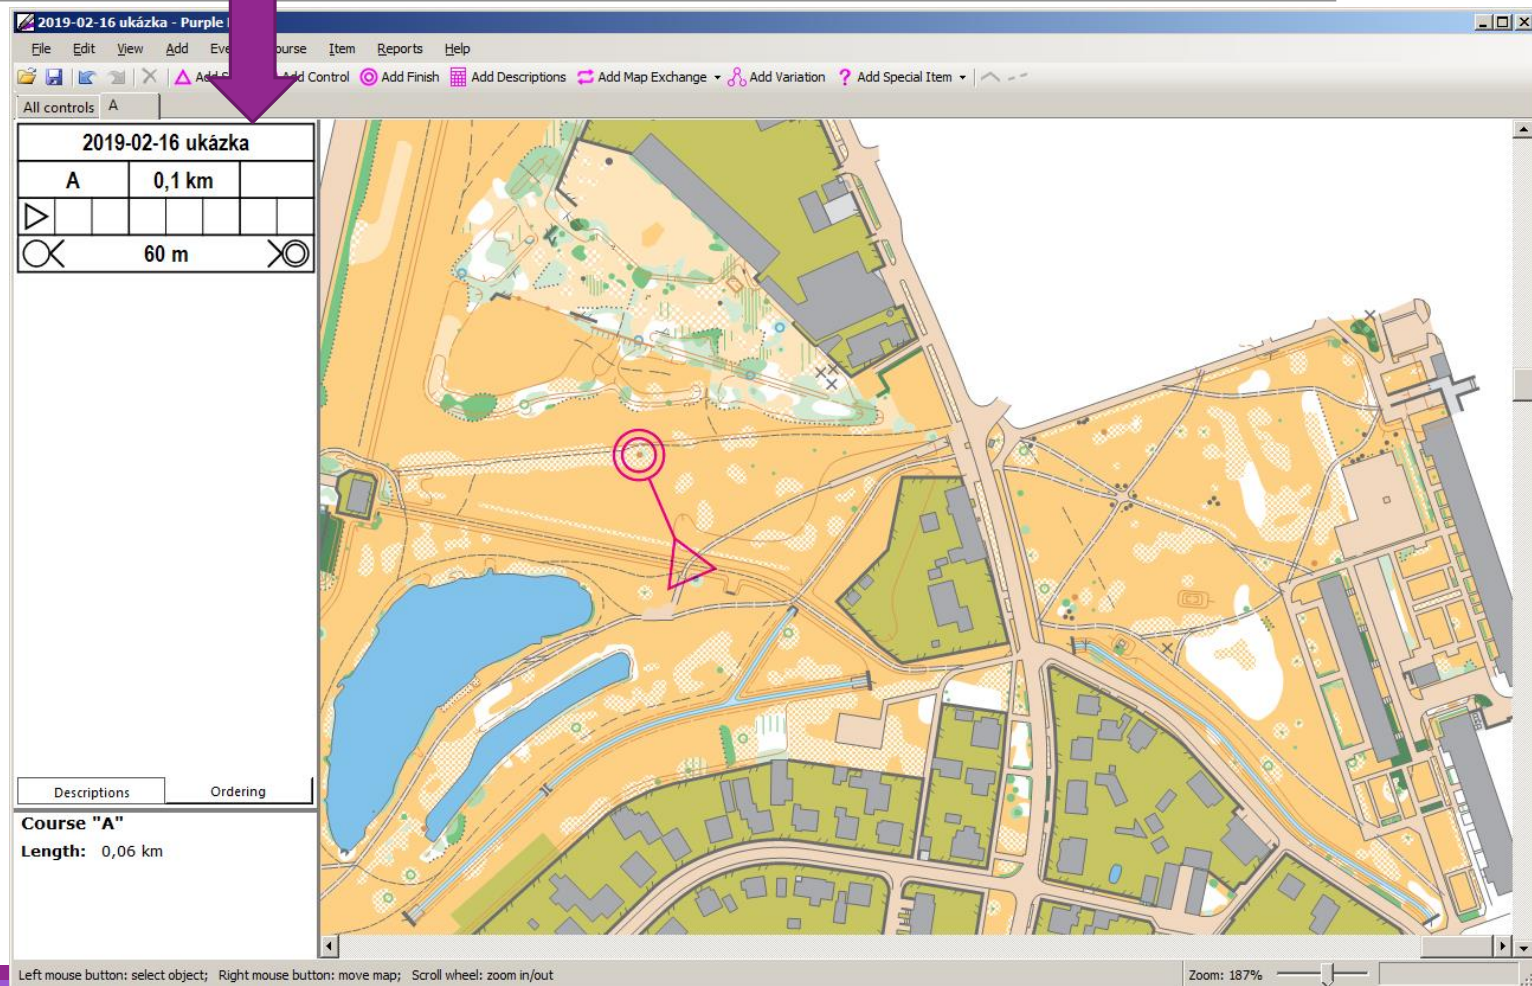 2019-02-16 ukázka - Purple
File Edit View Add Course Item Reports Help
Add Control Add Finish Add Descriptions Add Map Exchange Add Variation Add Special Item
All controls A
2019-02-16 ukázka
A 0,1 km
60 m
Descriptions Ordering
Course "A"
Length: 0,06 km
Left mouse button: select object; Right mouse button: move map; Scroll wheel: zoom in/out
Zoom: 187%